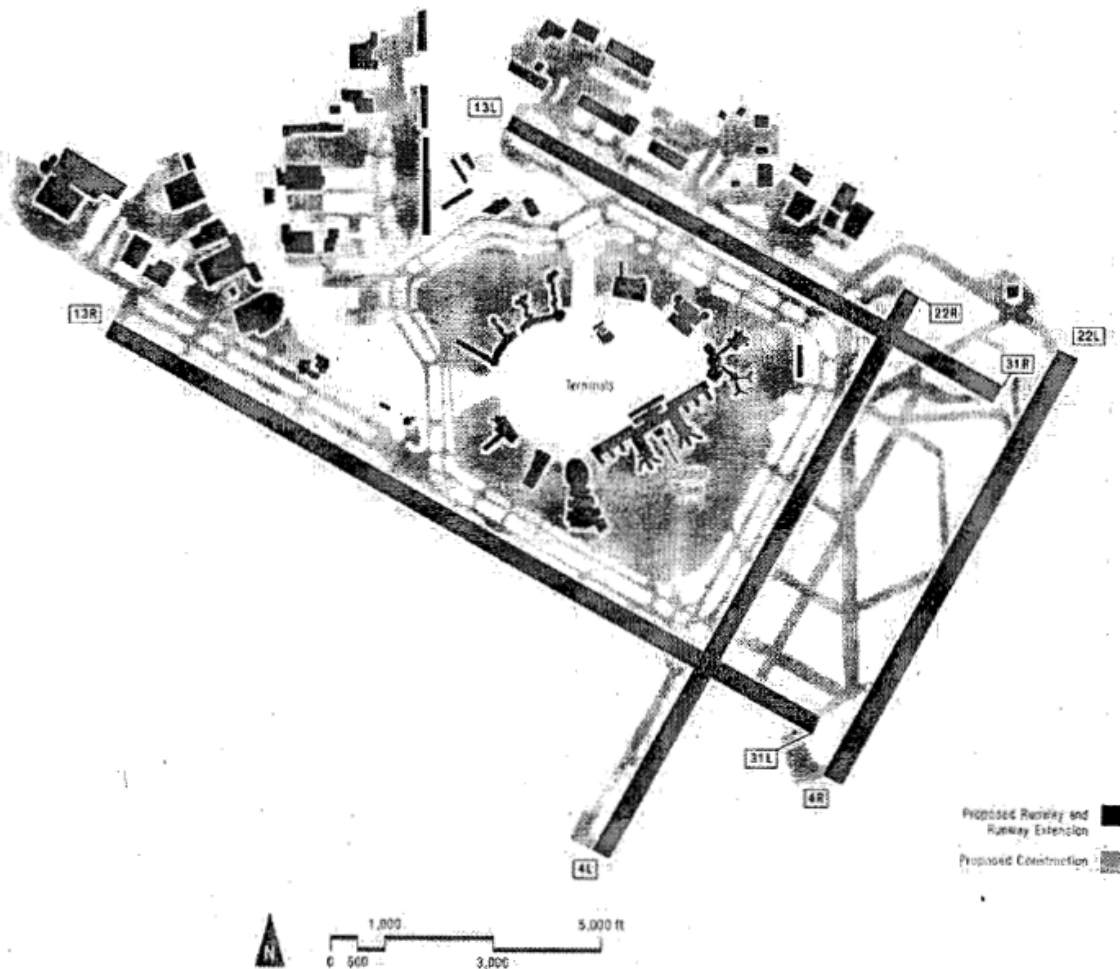 13L
13R
22R
22L
31R
Terminals
31L
4R
Proposed Runway and
Runway Extension
4L
Proposed Construction
1,000
5,000 ft
N
0
500
3,000